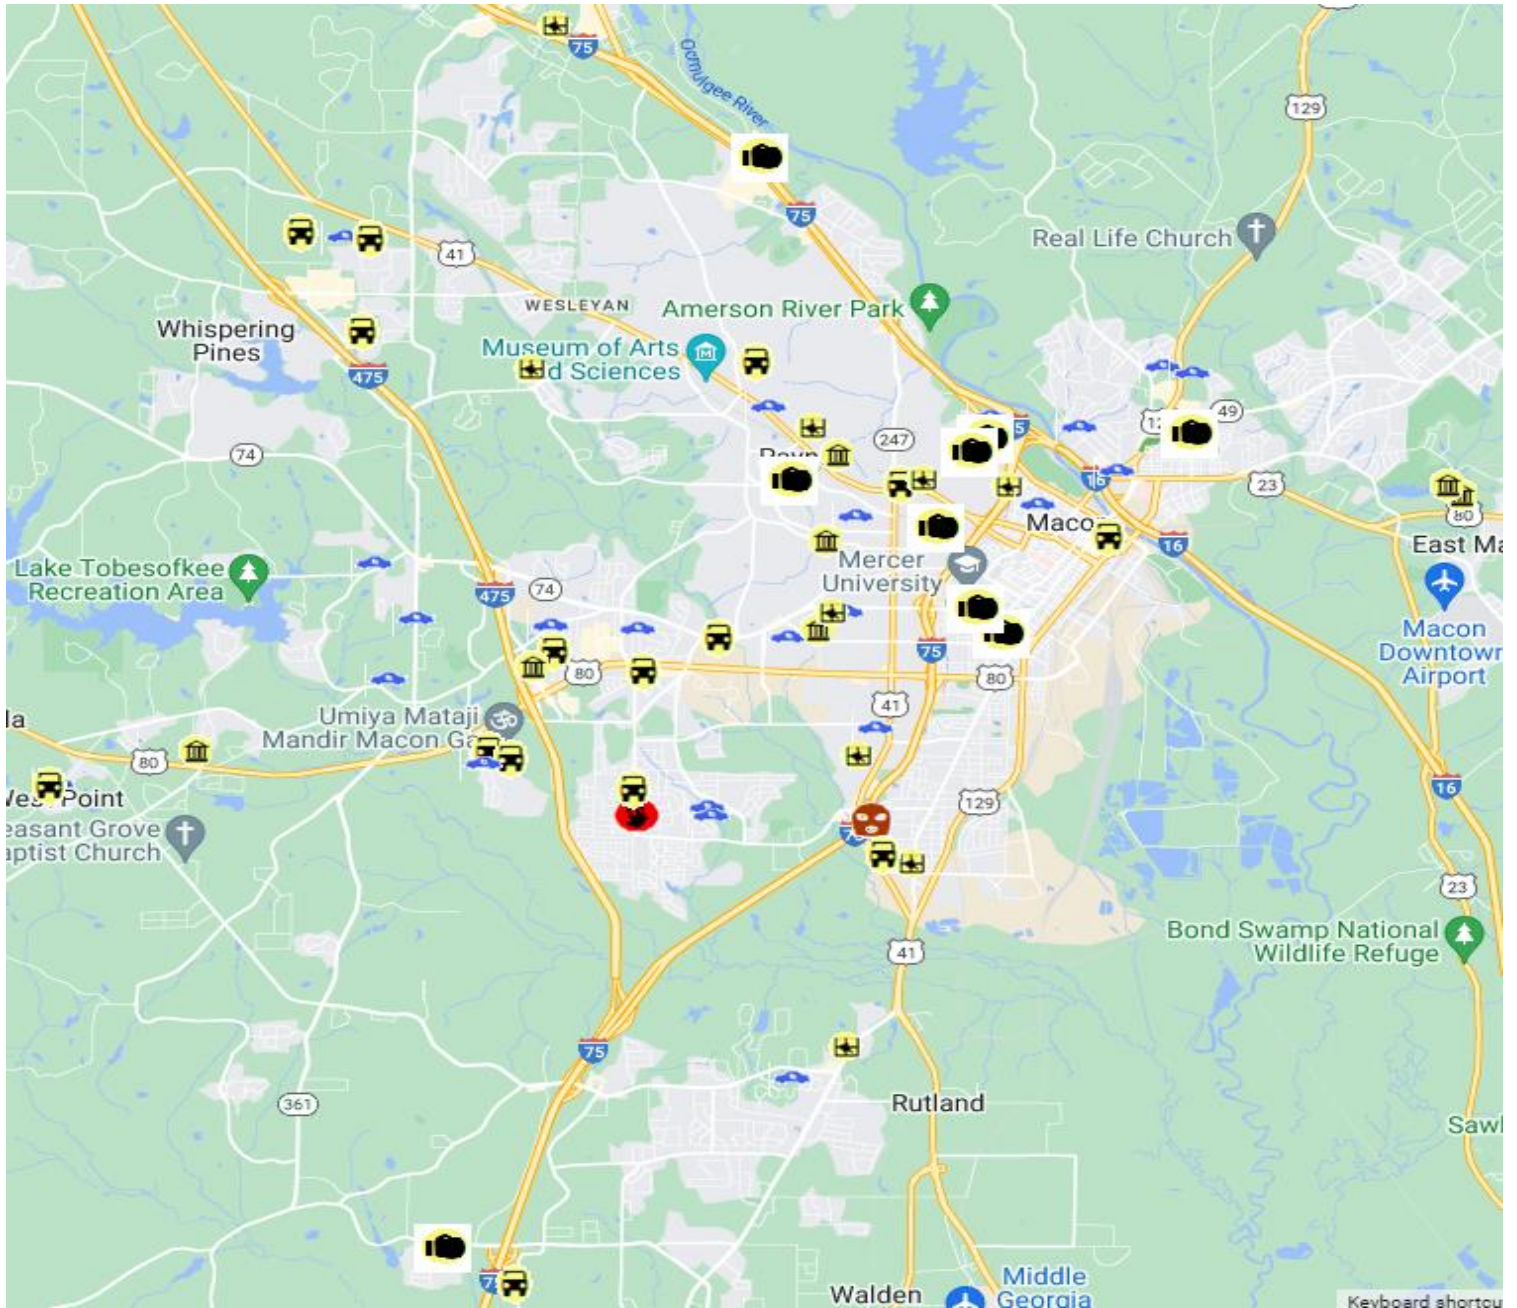 75
Ocmulgee River
129
75
Real Life Church
41
WESLEYAN
Amerson River Park
Whispering
Pines
Museum of Arts
d Sciences
475
49
247
74
16
23
Maco
80
16
East Ma
Mercer
University
Lake Tobesofkee
Recreation Area
475
74
Macon
Downtown
Airport
75
80
80
41
Umiya Mataji
Mandir Macon Ga
la
80
Point
16
129
easant Grove
aptist Church
23
Bond Swamp National
Wildlife Refuge
41
75
361
Rutland
Sawl
Walden
Middle
Georgia
Keyboard shortcu